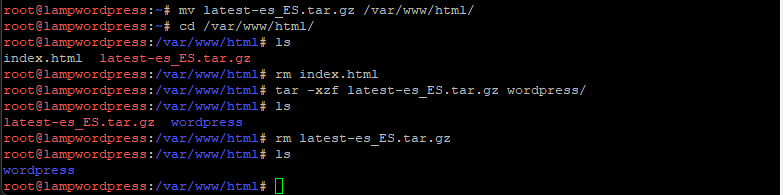 root@lampwordpress:~# mv latest-es_ES.tar.gz /var/www/html/
root@lampwordpress:~# cd /var/www/html/
root@lampwordpress:/var/www/html# ls
index.html  latest-es_ES.tar.gz
root@lampwordpress:/var/www/html# rm index.html
root@lampwordpress:/var/www/html# tar -xzf latest-es_ES.tar.gz wordpress/
root@lampwordpress:/var/www/html# ls
latest-es_ES.tar.gz  wordpress
root@lampwordpress:/var/www/html# rm latest-es_ES.tar.gz
root@lampwordpress:/var/www/html# ls
wordpress
root@lampwordpress:/var/www/html#